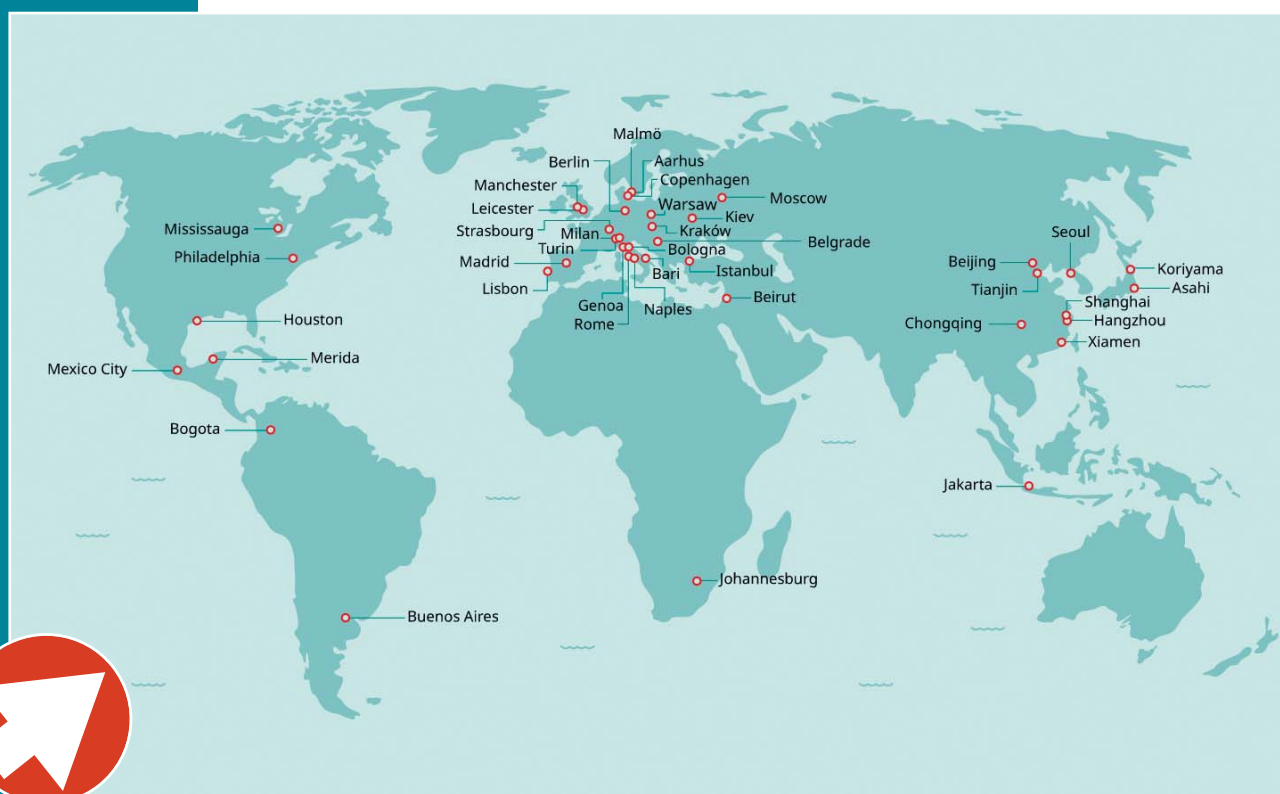 Malmö
Berlin
Aarhus
Copenhagen
Manchester
Leicester
Warsaw
Moscow
Kiev
Strasbourg
Milan
Kraków
Belgrade
Turin
Bologna
Madrid
Bari
Istanbul
Lisbon
Genoa
Naples
Rome
Beirut
Mississauga
Philadelphia
Houston
Merida
Mexico City
Bogota
Buenos Aires
Johannesburg
Seoul
Beijing
Koriyama
Tianjin
Asahi
Shanghai
Chongqing
Hangzhou
Xiamen
Jakarta